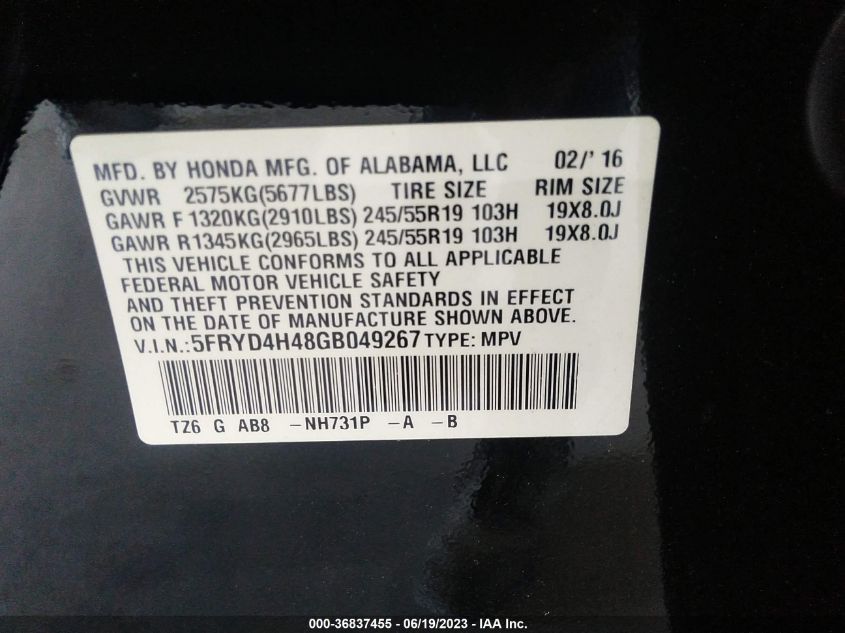 MFD. BY HONDA MFG. OF ALABAMA, LLC 02/' 16
GVWR 2575KG(5677LBS) TIRE SIZE RIM SIZE
GAWR F 1320KG(2910LBS) 245/55R19 103H 19X8.0J
GAWR R1345KG(2965LBS) 245/55R19 103H 19X8.0J
THIS VEHICLE CONFORMS TO ALL APPLICABLE
FEDERAL MOTOR VEHICLE SAFETY
AND THEFT PREVENTION STANDARDS IN EFFECT
ON THE DATE OF MANUFACTURE SHOWN ABOVE.
V.I.N.:5FRYD4H48GB049267 TYPE: MPV
TZ6 G AB8 -NH731P -A -B
000-36837455 - 06/19/2023 - IAA Inc.